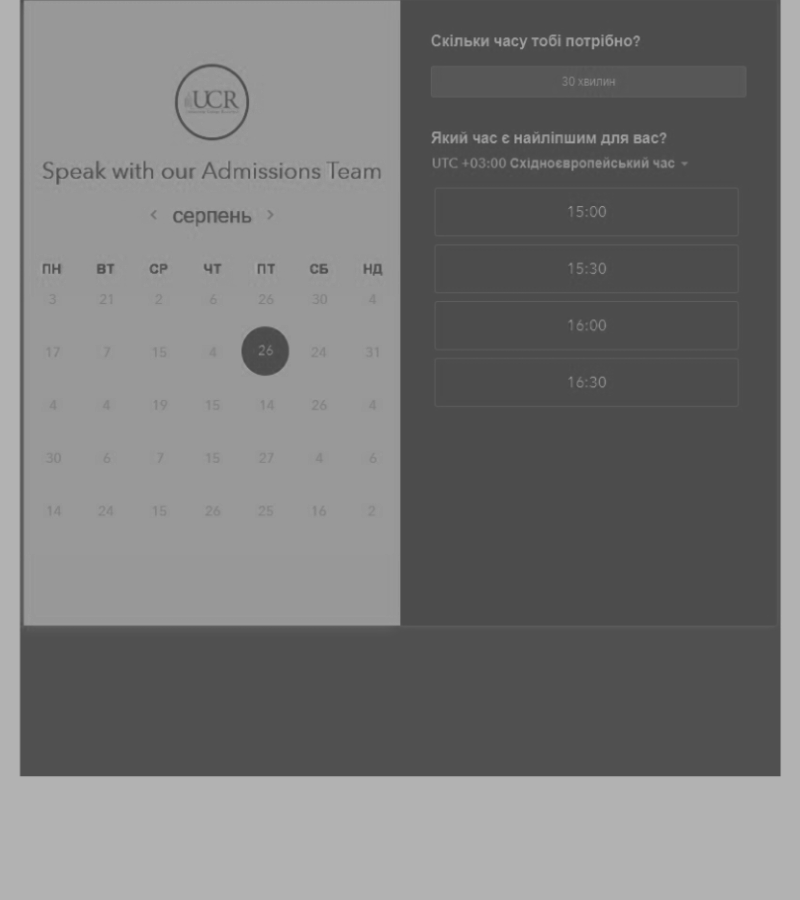 UCR
Speak with our Admissions Team
‹ серпень ›
ПН ВТ СР ЧТ ПТ СБ НД
3 21 2 6 26 30 4
17 7 15 4 26 24 31
4 4 19 15 14 26 4
30 6 7 15 27 4 6
14 24 15 26 25 16 2
Скільки часу тобі потрібно?
30 хвилин
Який час є найліпшим для вас?
UTC +03:00 Східноєвропейський час
15:00
15:30
16:00
16:30